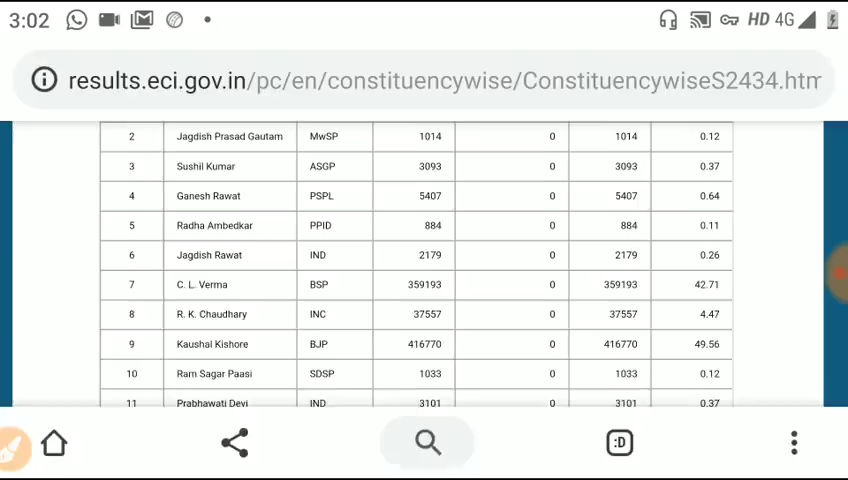 3:02 HD 4G
results.eci.gov.in/pc/en/constituencywise/ConstituencywiseS2434.htm
2 Jagdish Prasad Gautam MwSP 1014 0 1014 0.12
3 Sushil Kumar ASGP 3093 0 3093 0.37
4 Ganesh Rawat PSPL 5407 0 5407 0.64
5 Radha Ambedkar PPID 884 0 884 0.11
6 Jagdish Rawat IND 2179 0 2179 0.26
7 C. L. Verma BSP 359193 0 359193 42.71
8 R. K. Chaudhary INC 37557 0 37557 4.47
9 Kaushal Kishore BJP 416770 0 416770 49.56
10 Ram Sagar Paasi SDSP 1033 0 1033 0.12
11 Prabhawati Devi IND 3101 0 3101 0.37
:D